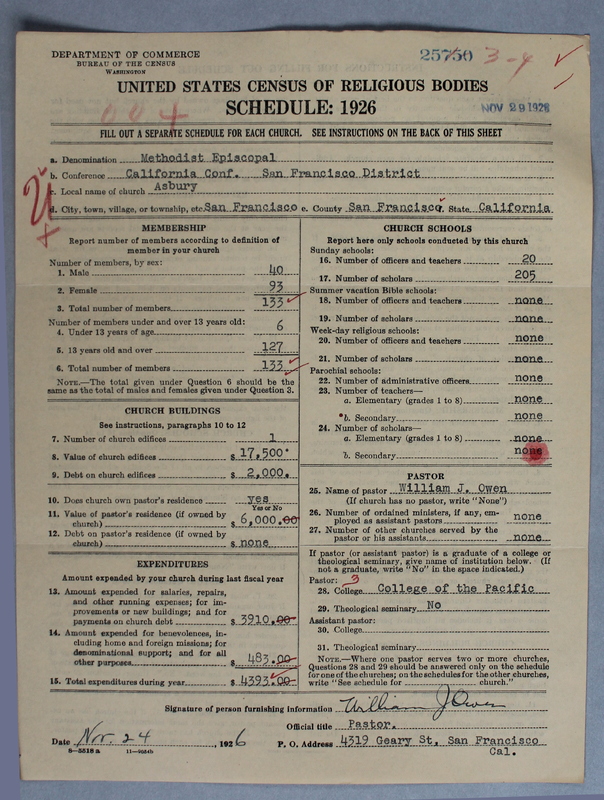 DEPARTMENT OF COMMERCE
BUREAU OF THE CENSUS
WASHINGTON
25750 3-4
UNITED STATES CENSUS OF RELIGIOUS BODIES
SCHEDULE: 1926
004
NOV 29 1926
FILL OUT A SEPARATE SCHEDULE FOR EACH CHURCH. SEE INSTRUCTIONS ON THE BACK OF THIS SHEET
a. Denomination Methodist Episcopal
b. Conference California Conf. San Francisco District
c. Local name of church Asbury
d. City, town, village, or township, etc San Francisco e. County San Francisco f. State California
MEMBERSHIP
Report number of members according to definition of
member in your church
Number of members, by sex:
1. Male 40
2. Female 93
3. Total number of members 133
Number of members under and over 13 years old:
4. Under 13 years of age 6
5. 13 years old and over 127
6. Total number of members 133
NOTE.—The total given under Question 6 should be the
same as the total of males and females given under Question 3.
CHURCH BUILDINGS
See instructions, paragraphs 10 to 12
7. Number of church edifices 1
8. Value of church edifices $ 17,500.
9. Debt on church edifices $ 2,000.
10. Does church own pastor's residence yes
Yes or No
11. Value of pastor's residence (if owned by
church) $ 6,000.00
12. Debt on pastor's residence (if owned by
church) $ none
EXPENDITURES
Amount expended by your church during last fiscal year
13. Amount expended for salaries, repairs,
and other running expenses; for im-
provements or new buildings; and for
payments on church debt $ 3910.00
14. Amount expended for benevolences, in-
cluding home and foreign missions; for
denominational support; and for all
other purposes $ 483.00
15. Total expenditures during year $ 4393.00
CHURCH SCHOOLS
Report here only schools conducted by this church
Sunday schools:
16. Number of officers and teachers 20
17. Number of scholars 205
Summer vacation Bible schools:
18. Number of officers and teachers none
19. Number of scholars none
Week-day religious schools:
20. Number of officers and teachers none
21. Number of scholars none
Parochial schools:
22. Number of administrative officers none
23. Number of teachers—
a. Elementary (grades 1 to 8) none
b. Secondary none
24. Number of scholars—
a. Elementary (grades 1 to 8) none
b. Secondary none
PASTOR
25. Name of pastor William J. Owen
(If church has no pastor, write "None")
26. Number of ordained ministers, if any, em-
ployed as assistant pastors none
27. Number of other churches served by the
pastor or his assistants none
If pastor (or assistant pastor) is a graduate of a college or
theological seminary, give name of institution below. (If
not a graduate, write "No" in the space indicated.)
Pastor: 3
28. College College of the Pacific
29. Theological seminary No
Assistant pastor:
30. College
31. Theological seminary
NOTE.—Where one pastor serves two or more churches,
Questions 28 and 29 should be answered only on the schedule
for one of the churches; on the schedules for the other churches,
write "See schedule for church."
Signature of person furnishing information William J Owen
Official title Pastor.
Date Nov. 24, 1926 P. O. Address 4319 Geary St, San Francisco
Cal.